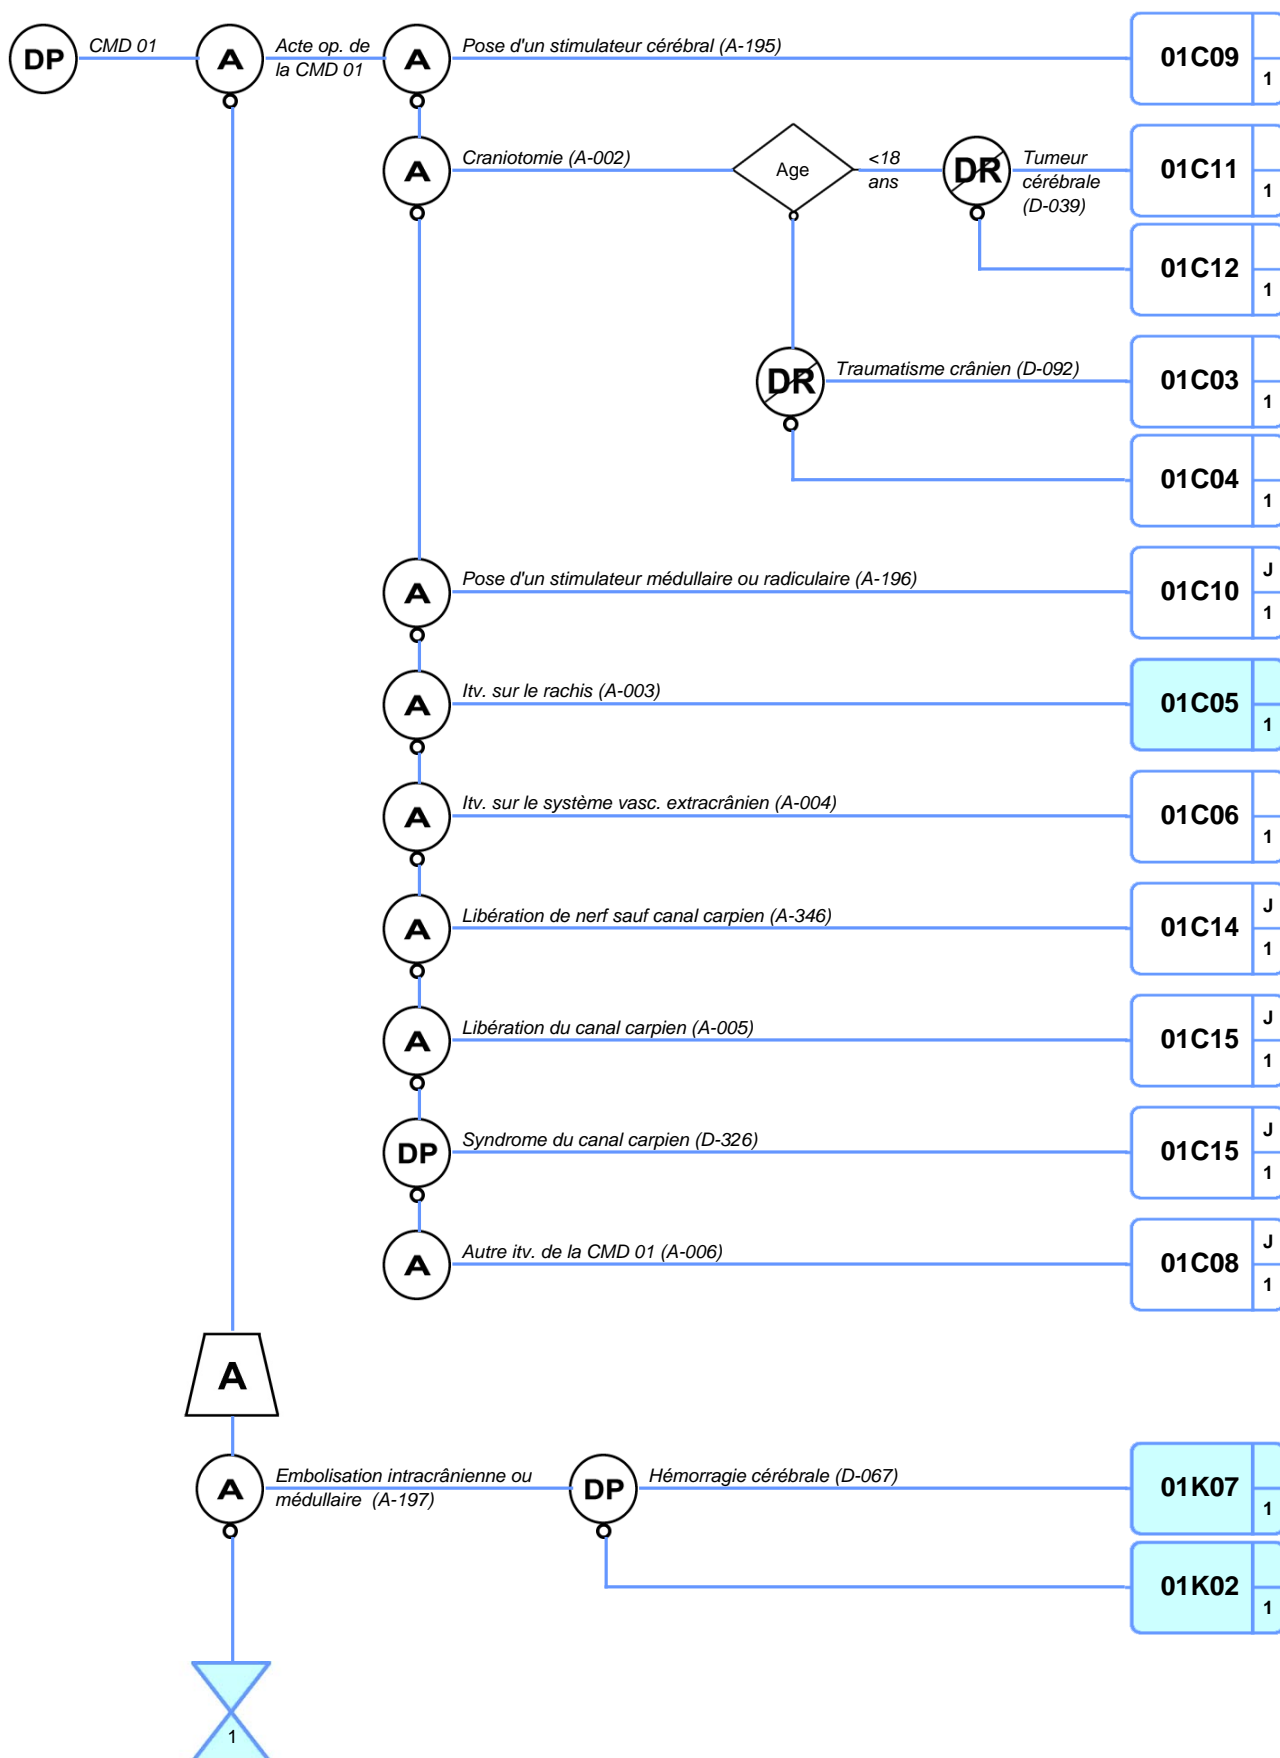 DP
CMD 01
A
Acte op. de
la CMD 01
A
Pose d'un stimulateur cérébral (A-195)
01C09
1
A
Craniotomie (A-002)
Age
<18
ans
DR
Tumeur
cérébrale
(D-039)
01C11
1
01C12
1
DR
Traumatisme crânien (D-092)
01C03
1
01C04
1
A
Pose d'un stimulateur médullaire ou radiculaire (A-196)
01C10
J
1
A
Itv. sur le rachis (A-003)
01C05
1
A
Itv. sur le système vasc. extracrânien (A-004)
01C06
1
A
Libération de nerf sauf canal carpien (A-346)
01C14
J
1
A
Libération du canal carpien (A-005)
01C15
J
1
DP
Syndrome du canal carpien (D-326)
01C15
J
1
A
Autre itv. de la CMD 01 (A-006)
01C08
J
1
A
A
Embolisation intracrânienne ou
médullaire (A-197)
DP
Hémorragie cérébrale (D-067)
01K07
1
01K02
1
1